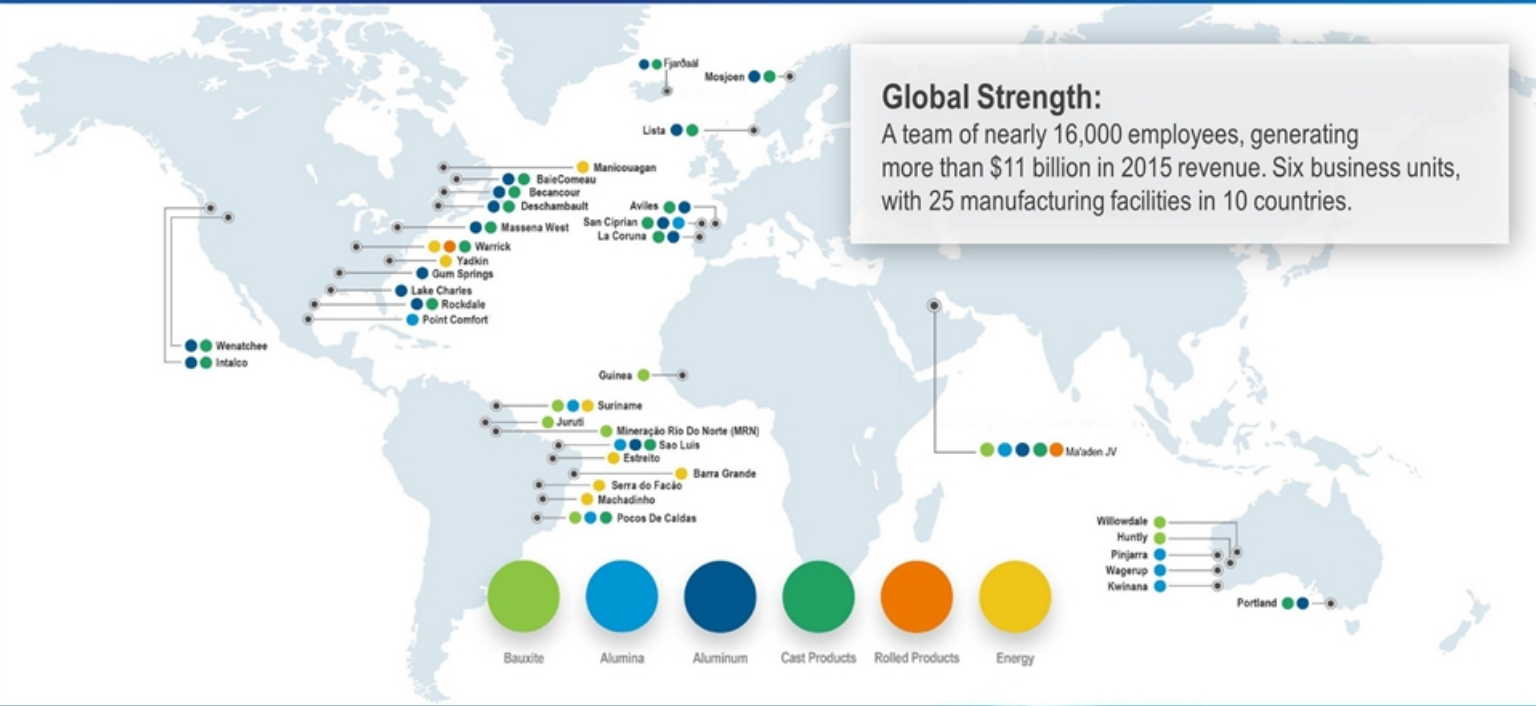 Global Strength:
A team of nearly 16,000 employees, generating
more than $11 billion in 2015 revenue. Six business units,
with 25 manufacturing facilities in 10 countries.
Fjarðaál
Mosjoen
Lista
Manicouagan
BaieComeau
Becancour
Deschambault
Massena West
Warrick
Yadkin
Gum Springs
Lake Charles
Rockdale
Point Comfort
Wenatchee
Intalco
Aviles
San Ciprian
La Coruna
Guinea
Suriname
Juruti
Mineração Rio Do Norte (MRN)
Sao Luis
Estreito
Barra Grande
Serra do Facão
Machadinho
Pocos De Caldas
Ma'aden JV
Willowdale
Huntly
Pinjarra
Wagerup
Kwinana
Portland
Bauxite
Alumina
Aluminum
Cast Products
Rolled Products
Energy